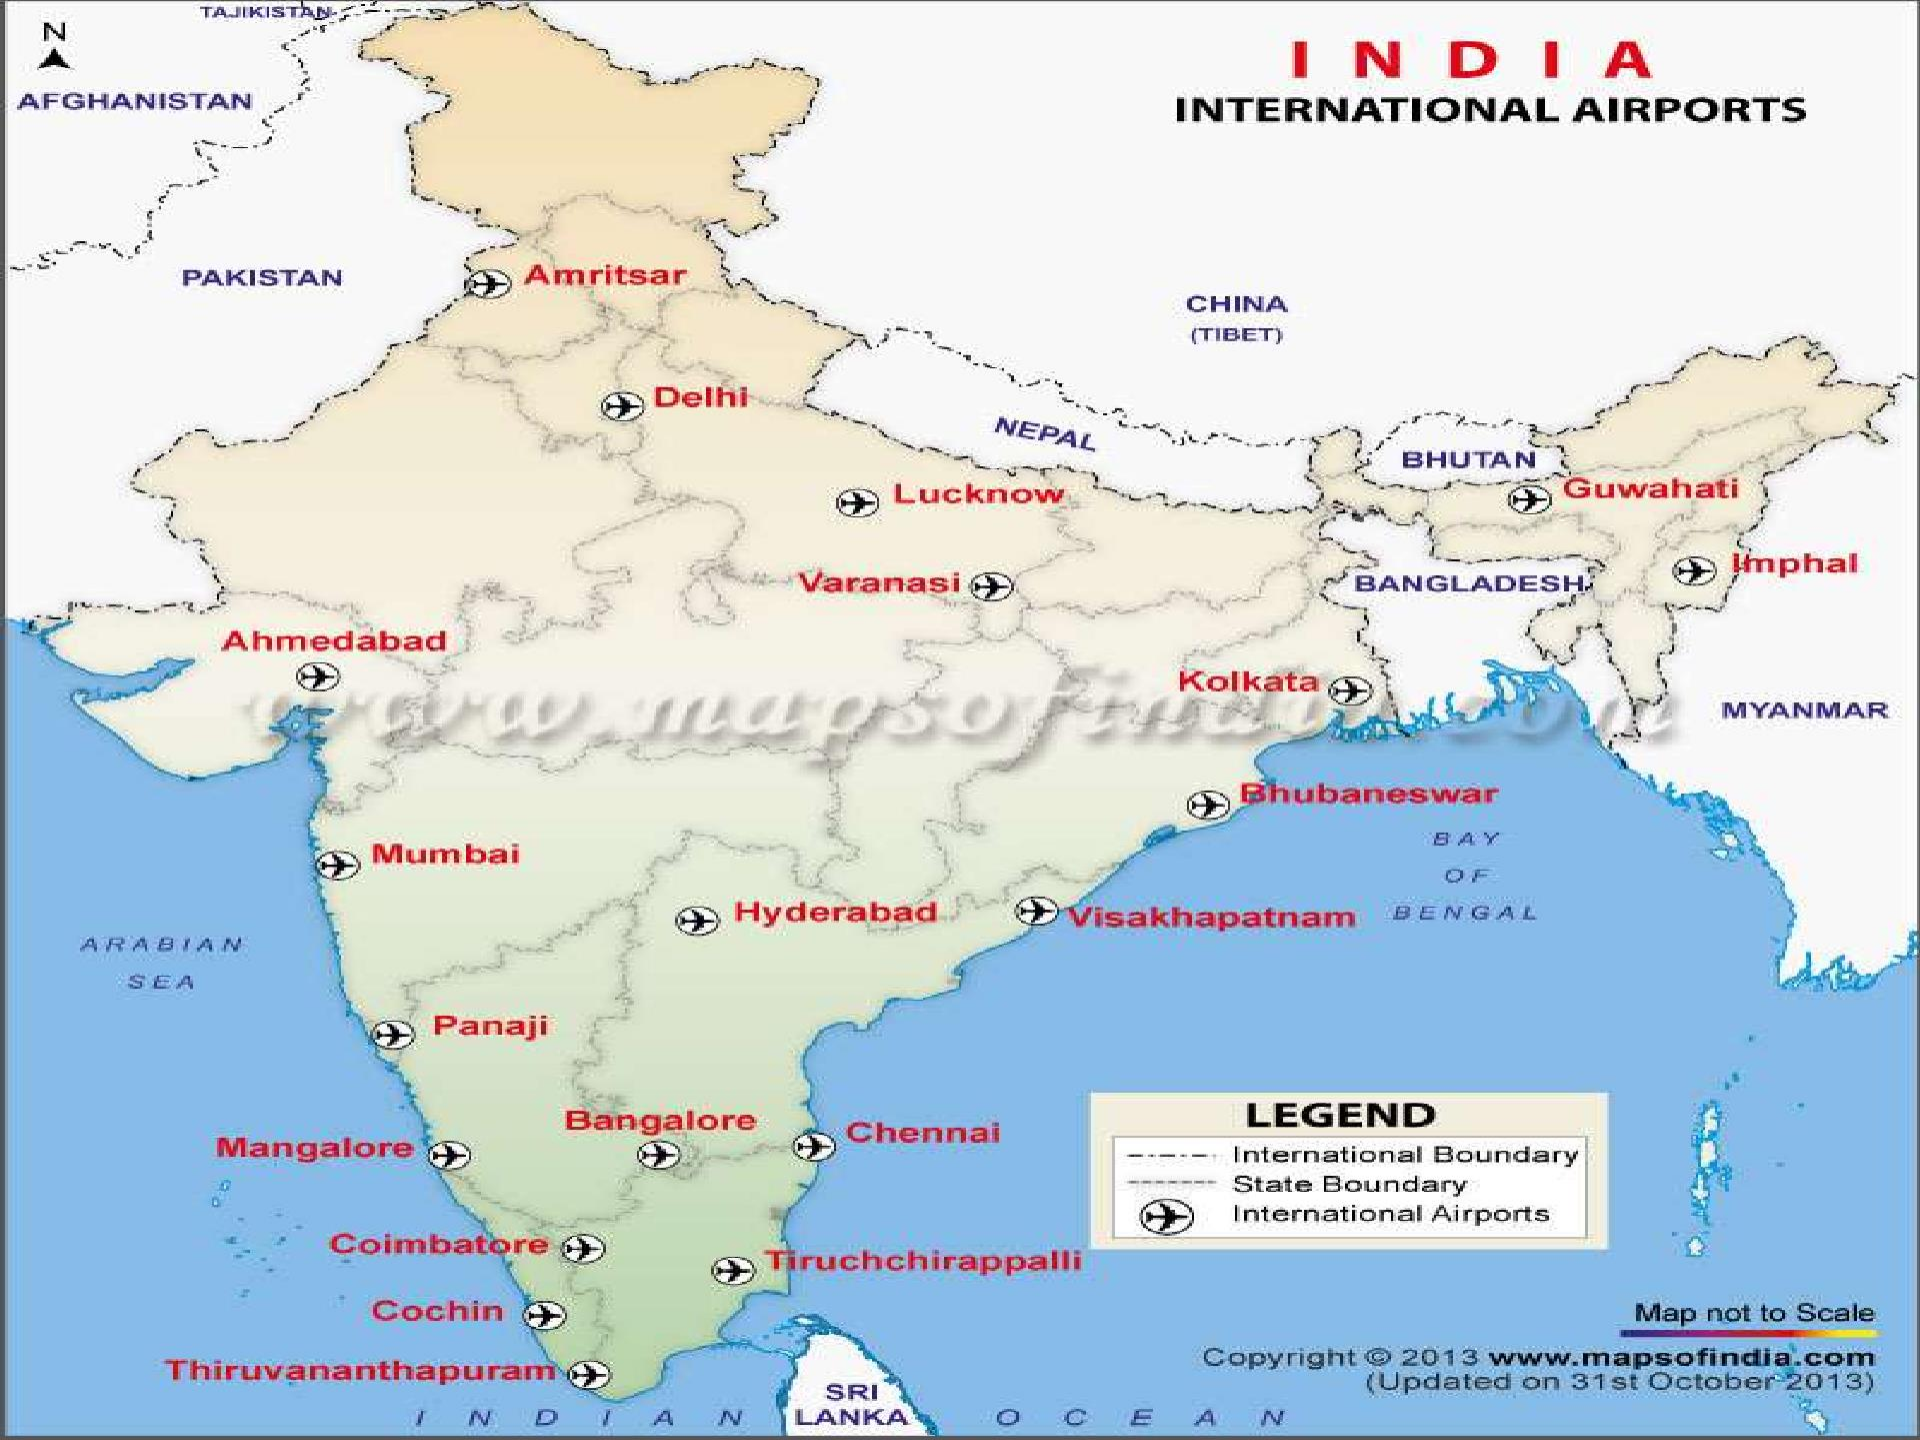 TAJIKISTAN
N
I N D I A
INTERNATIONAL AIRPORTS
AFGHANISTAN
PAKISTAN
Amritsar
CHINA
(TIBET)
Delhi
NEPAL
BHUTAN
Lucknow
Guwahati
Varanasi
BANGLADESH
Imphal
Ahmedabad
Kolkata
www.mapsofindia.com
MYANMAR
Bhubaneswar
BAY
OF
BENGAL
Mumbai
Hyderabad
Visakhapatnam
ARABIAN
SEA
Panaji
Bangalore
Chennai
Mangalore
LEGEND
International Boundary
State Boundary
International Airports
Coimbatore
Tiruchchirappalli
Cochin
Thiruvananthapuram
Map not to Scale
Copyright © 2013 www.mapsofindia.com
(Updated on 31st October 2013)
SRI
LANKA
I N D I A N O C E A N